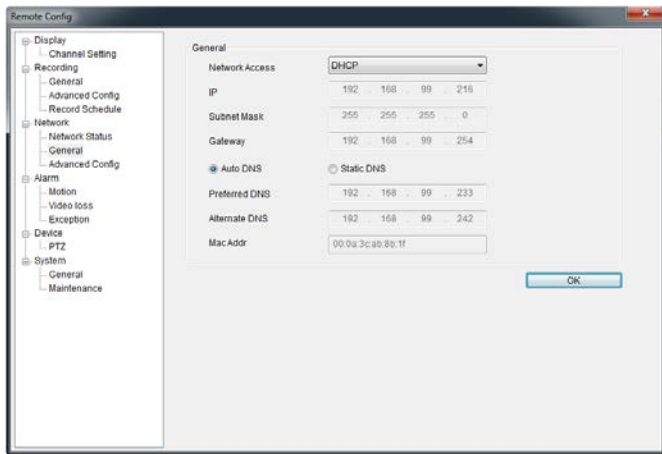 Remote Config
Display
Channel Setting
Recording
General
Advanced Config
Record Schedule
Network
Network Status
General
Advanced Config
Alarm
Motion
Video loss
Exception
Device
PTZ
System
General
Maintenance
General
Network Access DHCP
IP 192 . 168 . 99 . 216
Subnet Mask 255 . 255 . 255 . 0
Gateway 192 . 168 . 99 . 254
Auto DNS Static DNS
Preferred DNS 192 . 168 . 99 . 233
Alternate DNS 192 . 168 . 99 . 242
Mac Addr 00:0a:3c:ab:8b:1f
OK